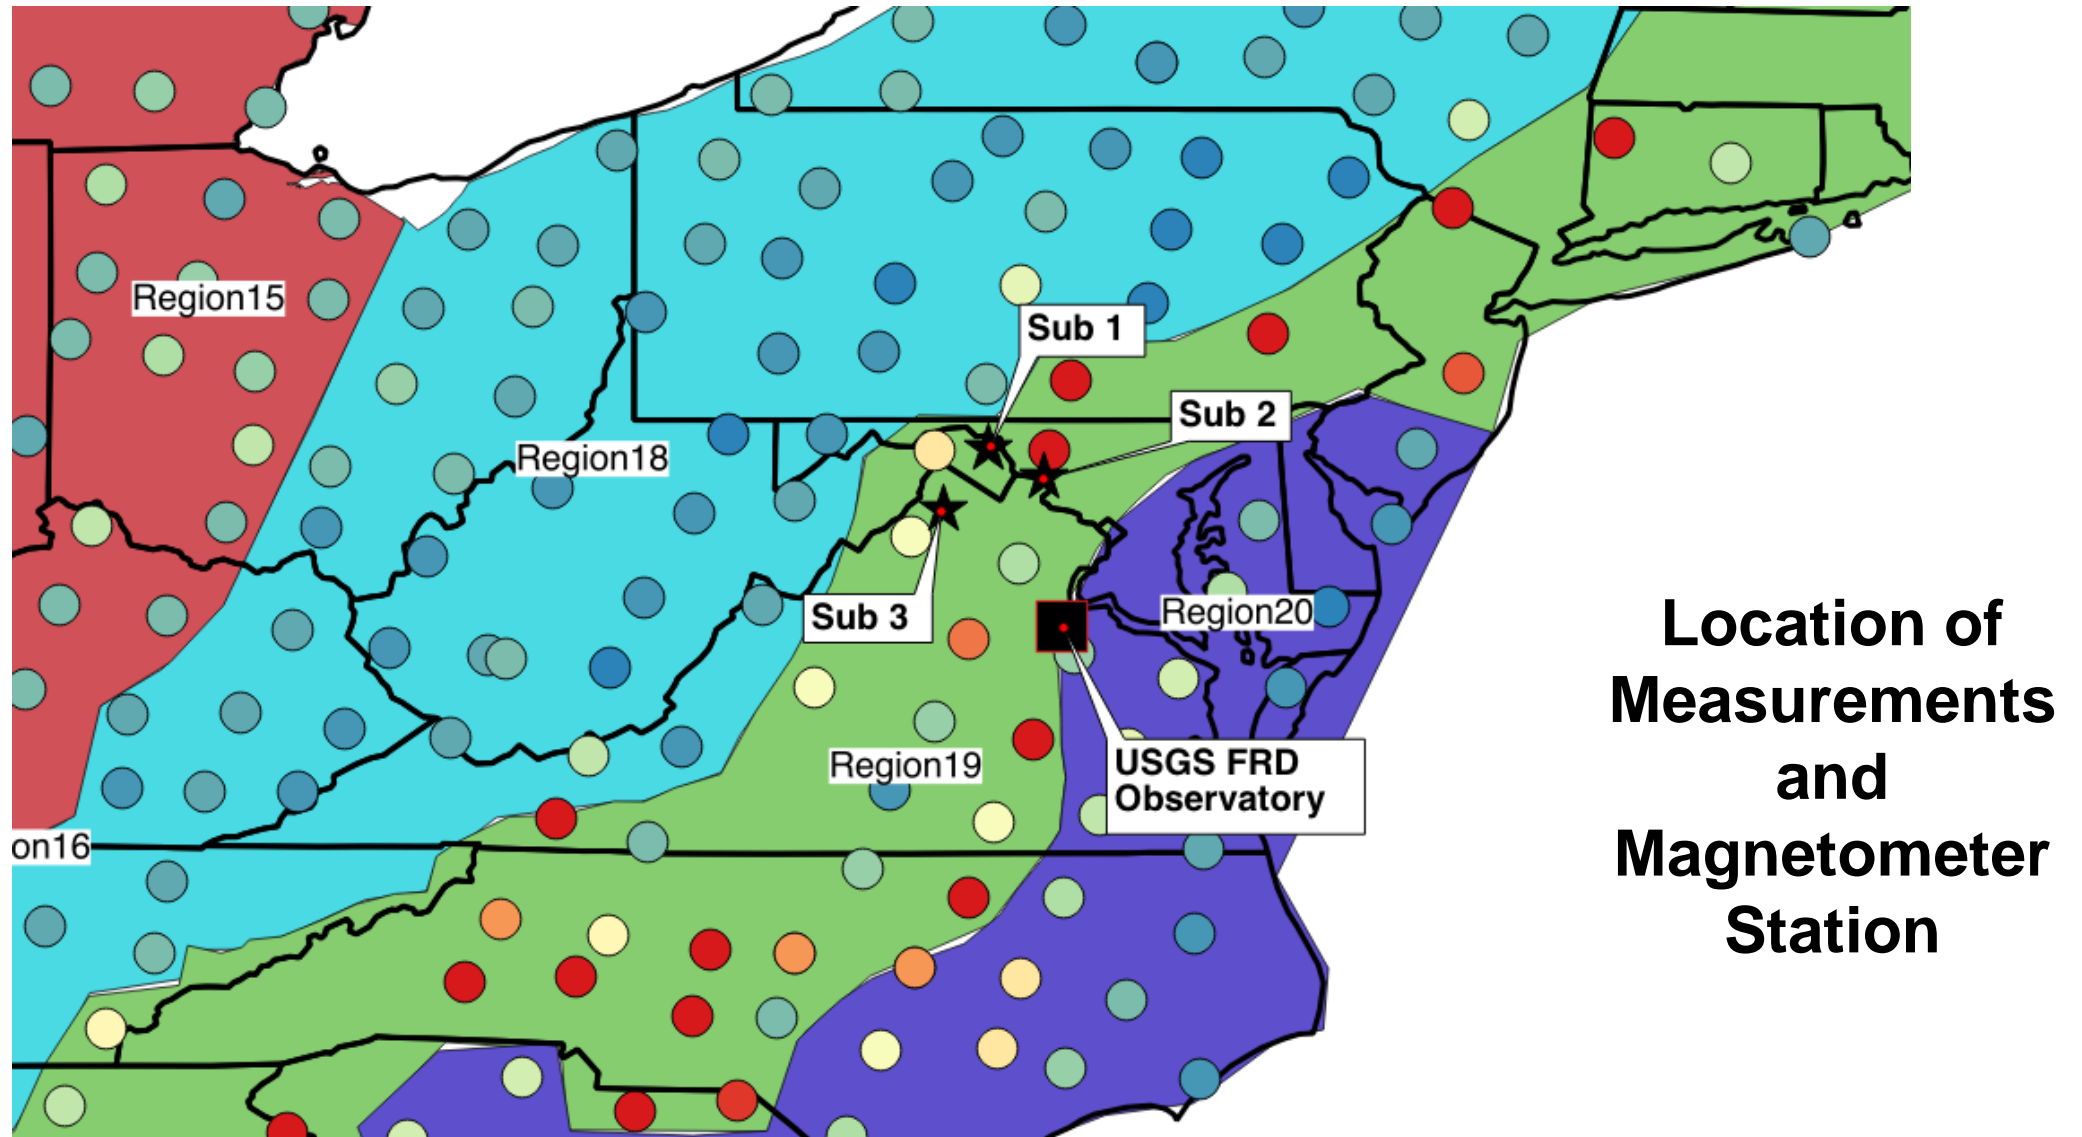 Region15
Sub 1
Sub 2
Region18
Sub 3
Region20
Region19
USGS FRD
Observatory
on16
Location of
Measurements
and
Magnetometer
Station